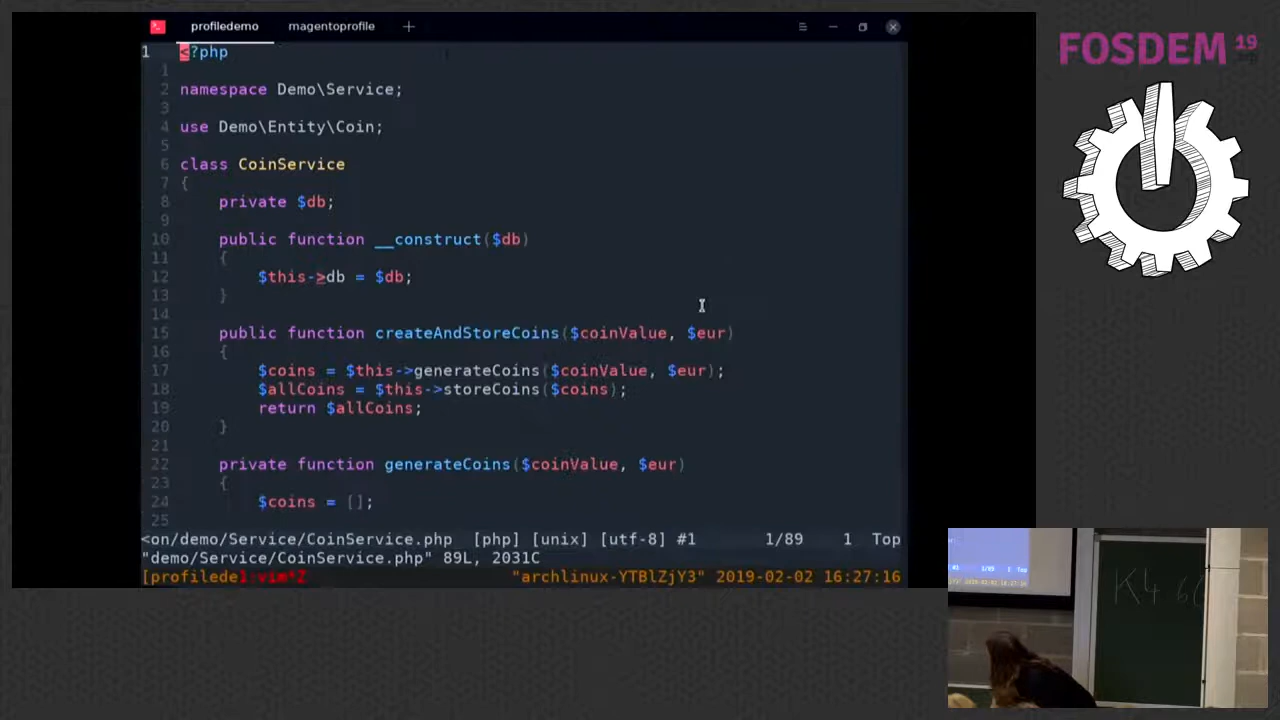 profiledemo
magentoprofile
FOSDEM 19
1 <?php
1
2 namespace Demo\Service;
3
4 use Demo\Entity\Coin;
5
6 class CoinService
7 {
8 private $db;
9
10 public function __construct($db)
11 {
12 $this->db = $db;
13 }
14
15 public function createAndStoreCoins($coinValue, $eur)
16 {
17 $coins = $this->generateCoins($coinValue, $eur);
18 $allCoins = $this->storeCoins($coins);
19 return $allCoins;
20 }
21
22 private function generateCoins($coinValue, $eur)
23 {
24 $coins = [];
25
<on/demo/Service/CoinService.php [php] [unix] [utf-8] #1 1/89 1 Top
"demo/Service/CoinService.php" 89L, 2031C
[profilede1:vim*Z "archlinux-YTBlZjY3" 2019-02-02 16:27:16
K4